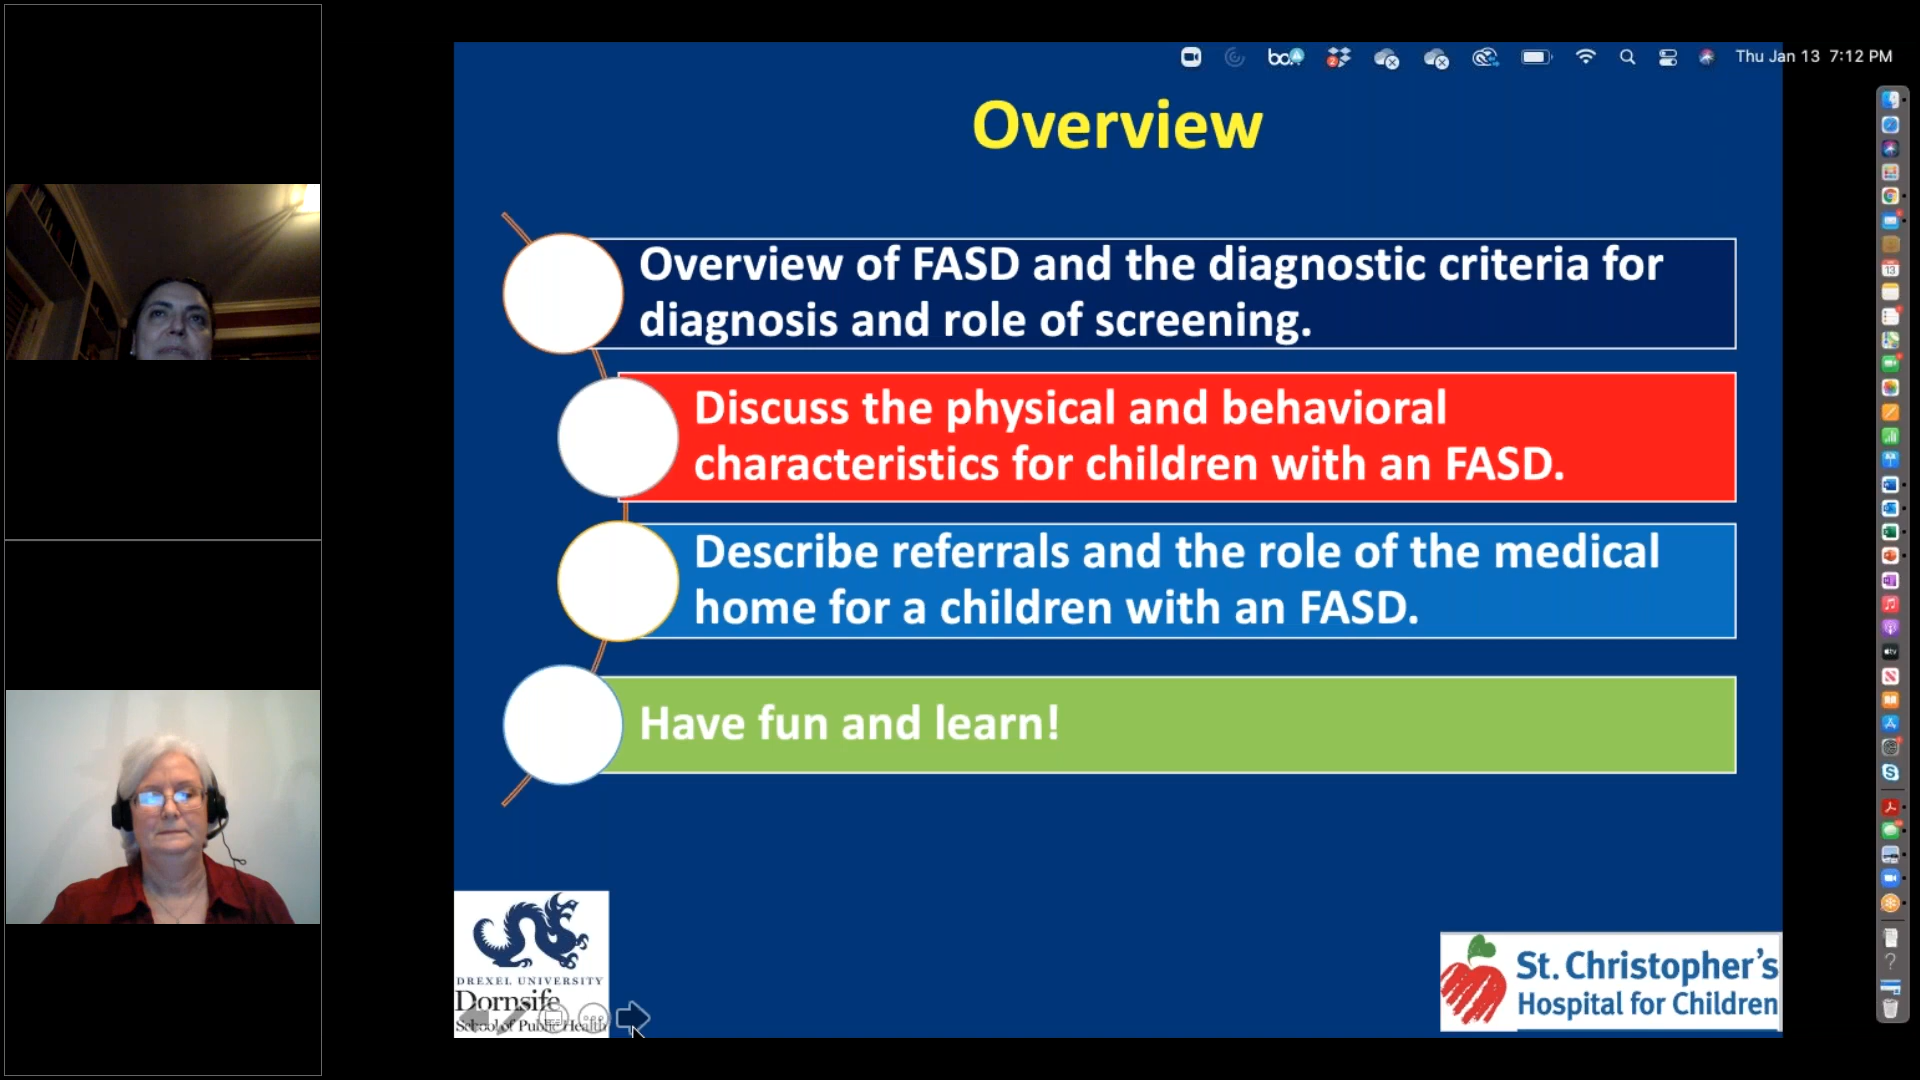 Thu Jan 13 7:12 PM
Overview
Overview of FASD and the diagnostic criteria for
diagnosis and role of screening.
Discuss the physical and behavioral
characteristics for children with an FASD.
Describe referrals and the role of the medical
home for a children with an FASD.
Have fun and learn!
DREXEL UNIVERSITY
Dornsife
School of Public Health
St. Christopher's
Hospital for Children